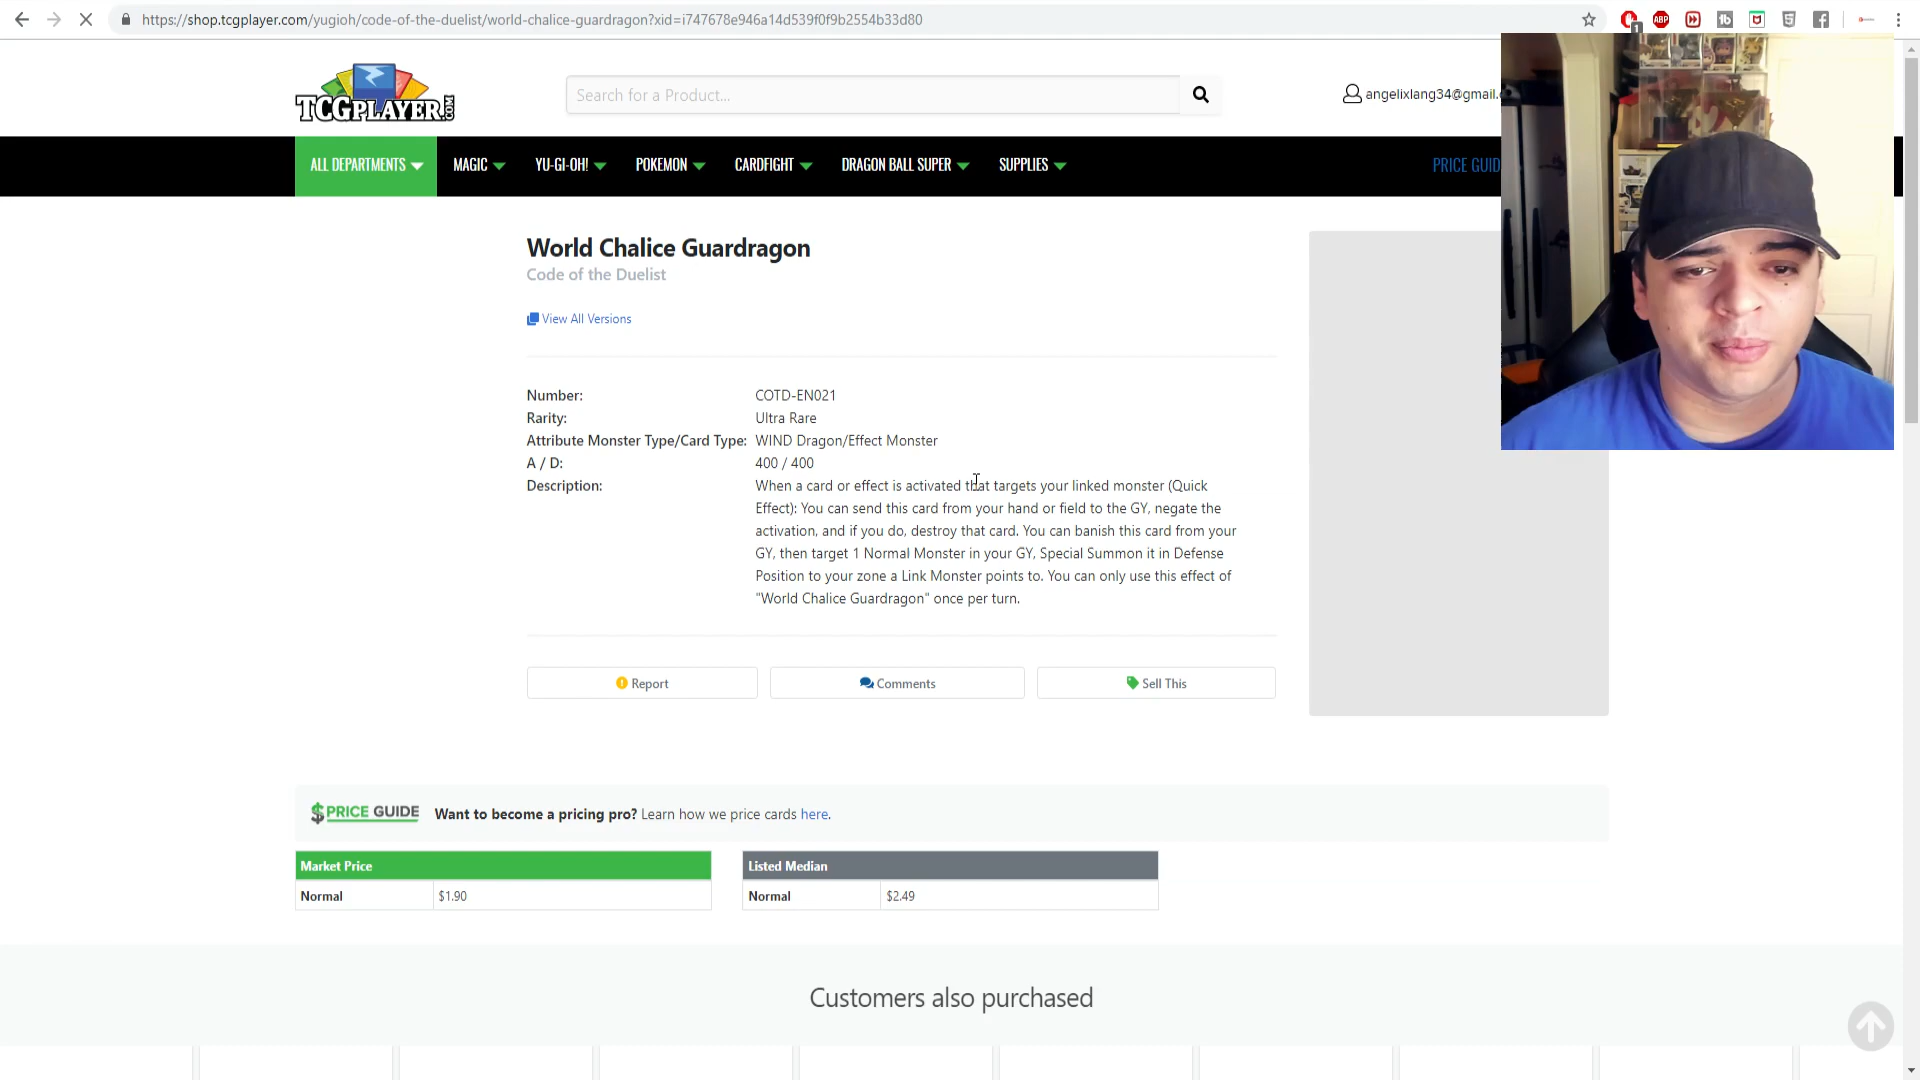 https://shop.tcgplayer.com/yugioh/code-of-the-duelist/world-chalice-guardragon?xid=i747678e946a14d539f0f9b2554b33d80
ABP
1
TCGPLAYER.COM
Search for a Product...
angelixlang34@gmail.
ALL DEPARTMENTS
MAGIC
YU-GI-OH!
POKEMON
CARDFIGHT
DRAGON BALL SUPER
SUPPLIES
PRICE GUID
World Chalice Guardragon
Code of the Duelist
View All Versions
Number: COTD-EN021
Rarity: Ultra Rare
Attribute Monster Type/Card Type: WIND Dragon/Effect Monster
A / D: 400 / 400
Description: When a card or effect is activated that targets your linked monster (Quick
Effect): You can send this card from your hand or field to the GY, negate the
activation, and if you do, destroy that card. You can banish this card from your
GY, then target 1 Normal Monster in your GY, Special Summon it in Defense
Position to your zone a Link Monster points to. You can only use this effect of
"World Chalice Guardragon" once per turn.
Report
Comments
Sell This
$PRICE GUIDE Want to become a pricing pro? Learn how we price cards here.
Market Price
Normal $1.90
Listed Median
Normal $2.49
Customers also purchased